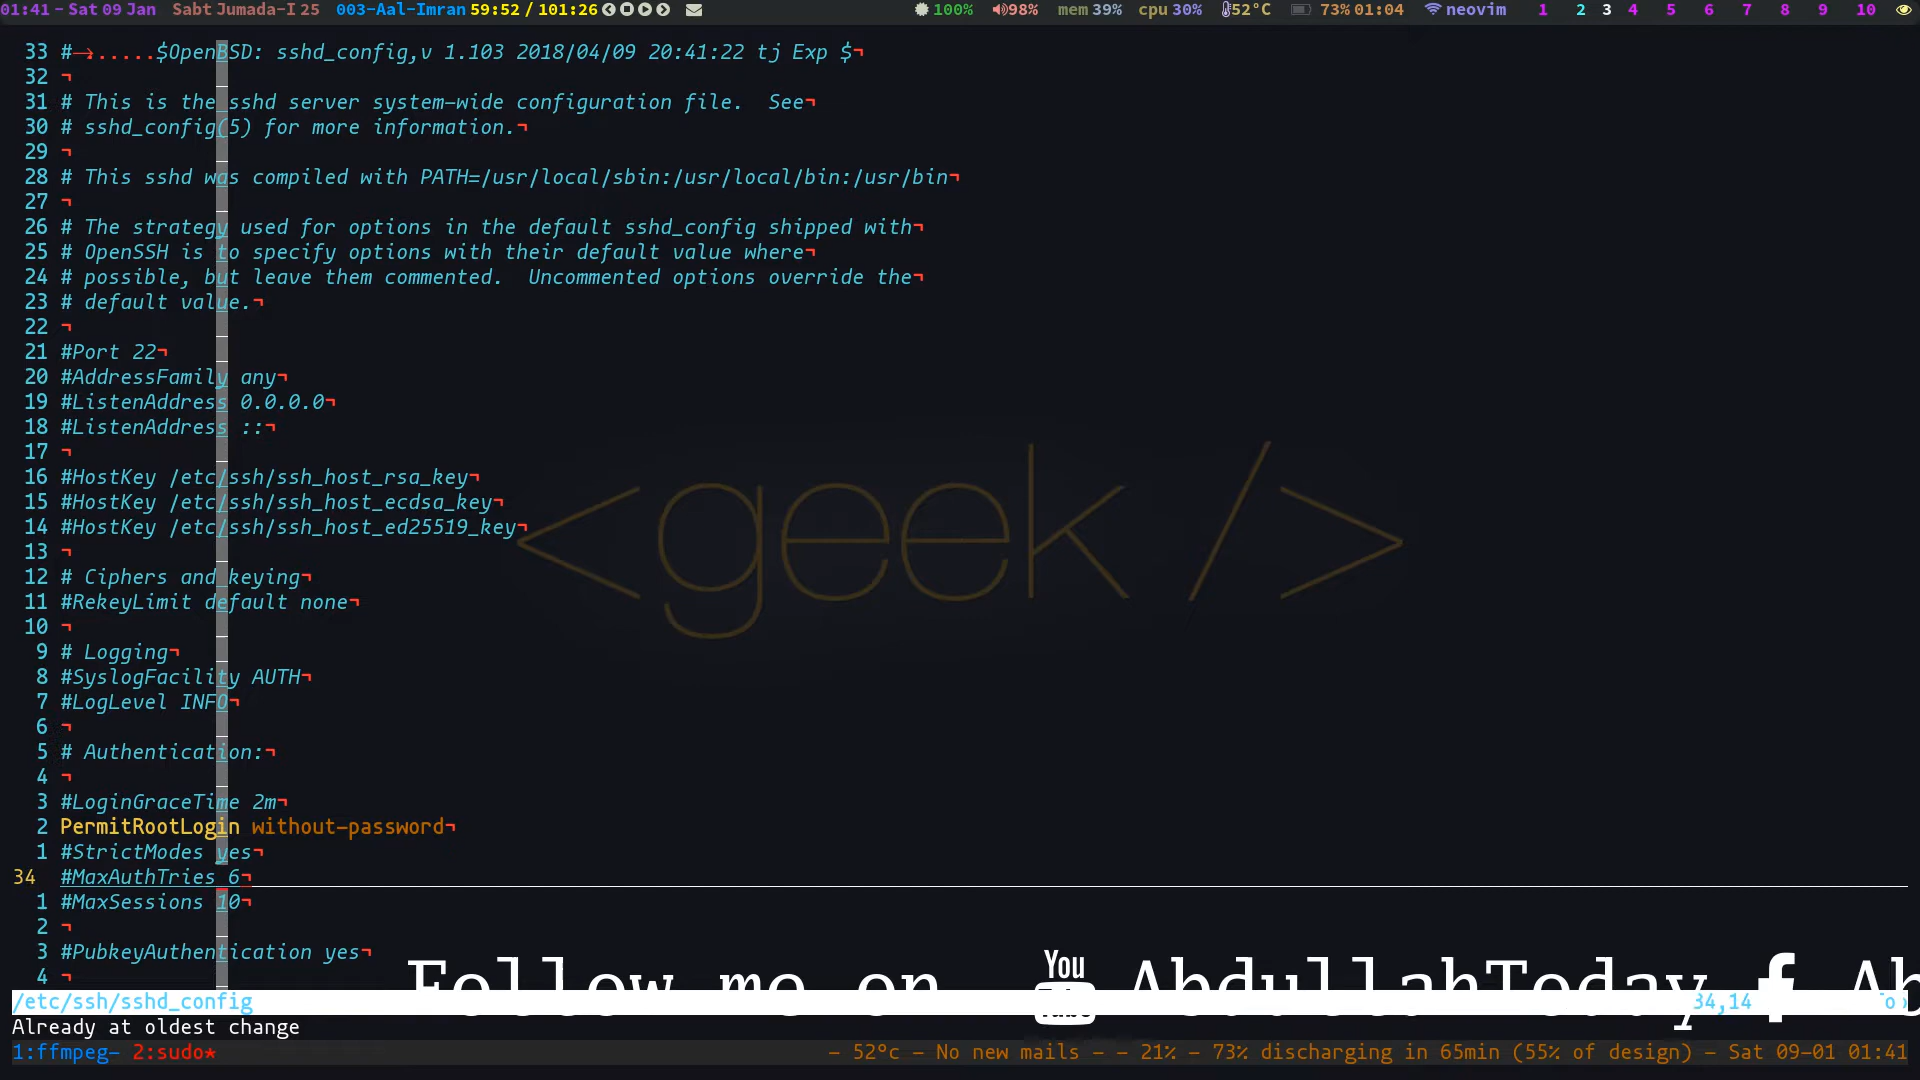 01:41 - Sat 09 Jan Sabt Jumada-I 25 003-Aal-Imran 59:52 / 101:26 100% 98% mem 39% cpu 30% 52°C 73% 01:04 neovim 1 2 3 4 5 6 7 8 9 10
33 #→......$OpenBSD: sshd_config,v 1.103 2018/04/09 20:41:22 tj Exp $¬
32 ¬
31 # This is the sshd server system-wide configuration file.  See¬
30 # sshd_config(5) for more information.¬
29 ¬
28 # This sshd was compiled with PATH=/usr/local/sbin:/usr/local/bin:/usr/bin¬
27 ¬
26 # The strategy used for options in the default sshd_config shipped with¬
25 # OpenSSH is to specify options with their default value where¬
24 # possible, but leave them commented.  Uncommented options override the¬
23 # default value.¬
22 ¬
21 #Port 22¬
20 #AddressFamily any¬
19 #ListenAddress 0.0.0.0¬
18 #ListenAddress ::¬
17 ¬
16 #HostKey /etc/ssh/ssh_host_rsa_key¬
15 #HostKey /etc/ssh/ssh_host_ecdsa_key¬
14 #HostKey /etc/ssh/ssh_host_ed25519_key¬
<geek />
13 ¬
12 # Ciphers and keying¬
11 #RekeyLimit default none¬
10 ¬
9 # Logging¬
8 #SyslogFacility AUTH¬
7 #LogLevel INFO¬
6 ¬
5 # Authentication:¬
4 ¬
3 #LoginGraceTime 2m¬
2 PermitRootLogin without-password¬
1 #StrictModes yes¬
34 #MaxAuthTries 6¬
1 #MaxSessions 10¬
2 ¬
3 #PubkeyAuthentication yes¬
4 ¬
Follow me on You AbdullahToday f Ab
/etc/ssh/sshd_config 34,14
Already at oldest change
1:ffmpeg- 2:sudo* - 52°c - No new mails - - 21% - 73% discharging in 65min (55% of design) - Sat 09-01 01:41